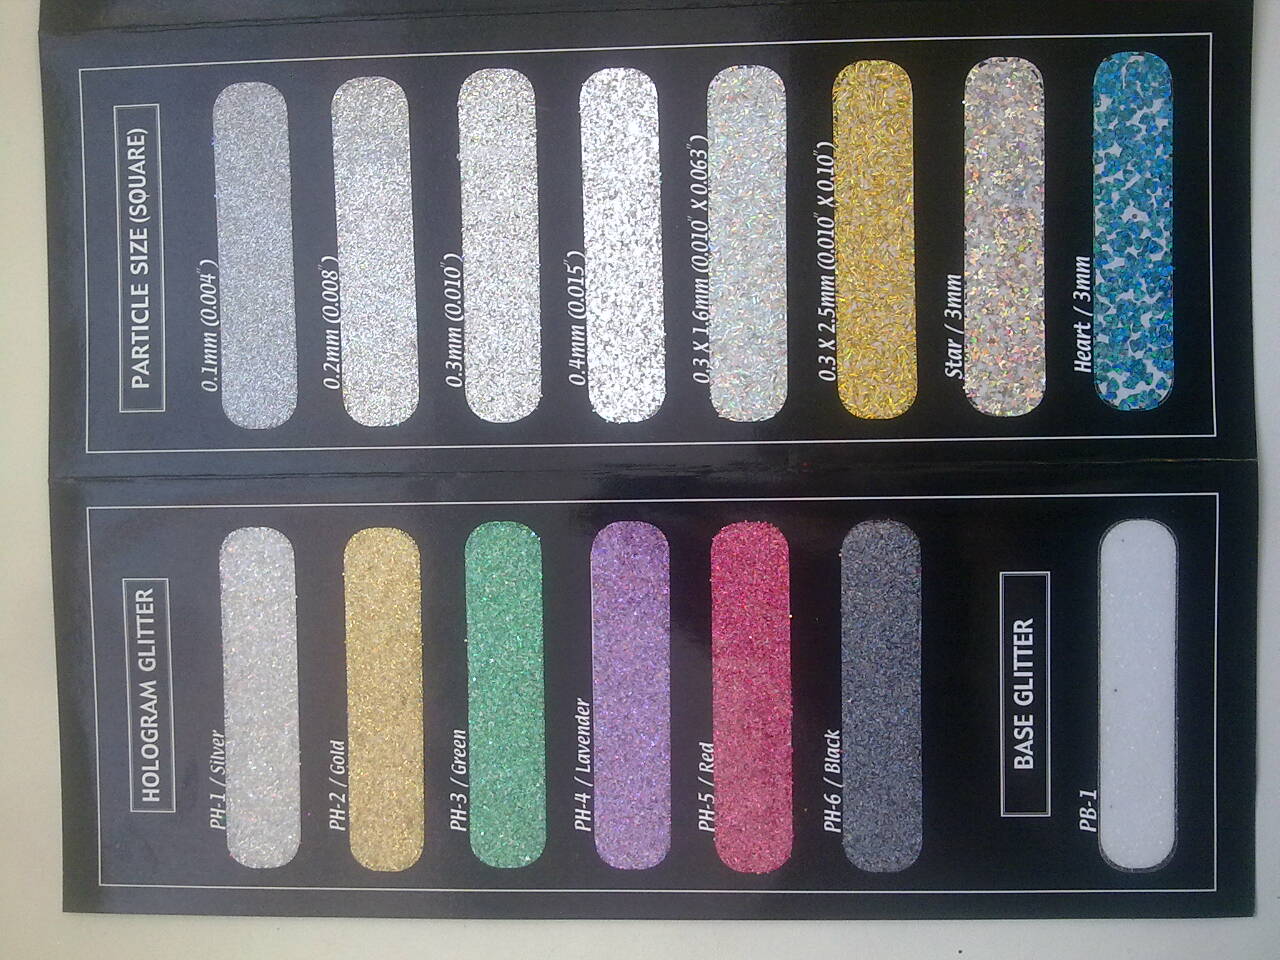 HOLOGRAM GLITTER
PH-1 / Silver
PH-2 / Gold
PH-3 / Green
PH-4 / Lavender
PH-5 / Red
PH-6 / Black
BASE GLITTER
PB-1
PARTICLE SIZE (SQUARE)
0.1mm (0.004")
0.2mm (0.008")
0.3mm (0.010")
0.4mm (0.015")
0.3 X 1.6mm (0.010" X 0.063")
0.3 X 2.5mm (0.010" X 0.10")
Star / 3mm
Heart / 3mm